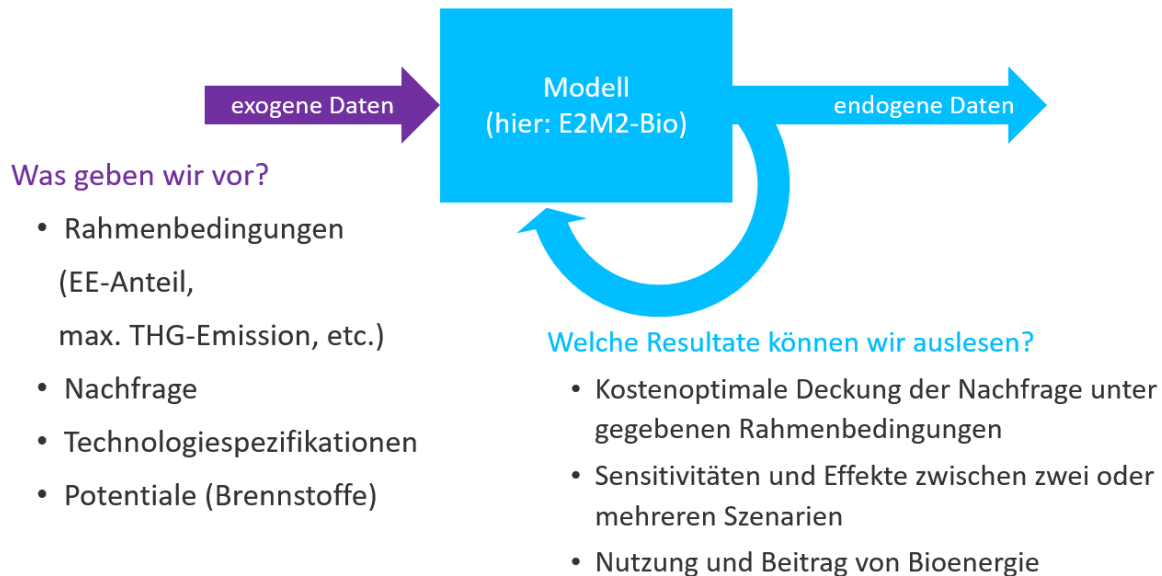 exogene Daten
Modell
(hier: E2M2-Bio)
endogene Daten
Was geben wir vor?
• Rahmenbedingungen
(EE-Anteil,
max. THG-Emission, etc.)
• Nachfrage
• Technologiespezifikationen
• Potentiale (Brennstoffe)
Welche Resultate können wir auslesen?
• Kostenoptimale Deckung der Nachfrage unter
gegebenen Rahmenbedingungen
• Sensitivitäten und Effekte zwischen zwei oder
mehreren Szenarien
• Nutzung und Beitrag von Bioenergie